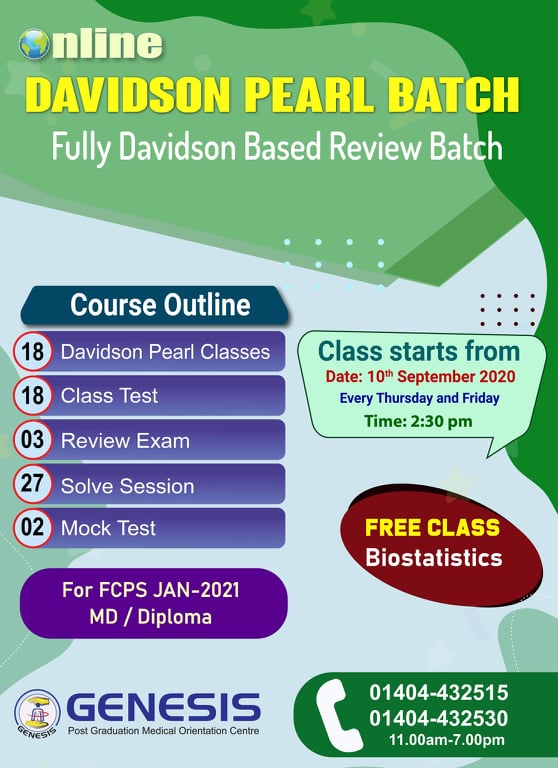 Online
DAVIDSON PEARL BATCH
Fully Davidson Based Review Batch
Course Outline
18 Davidson Pearl Classes
18 Class Test
03 Review Exam
27 Solve Session
02 Mock Test
Class starts from
Date: 10th September 2020
Every Thursday and Friday
Time: 2:30 pm
FREE CLASS
Biostatistics
For FCPS JAN-2021
MD / Diploma
GENESIS
GENESIS
Post Graduation Medical Orientation Centre
01404-432515
01404-432530
11.00am-7.00pm